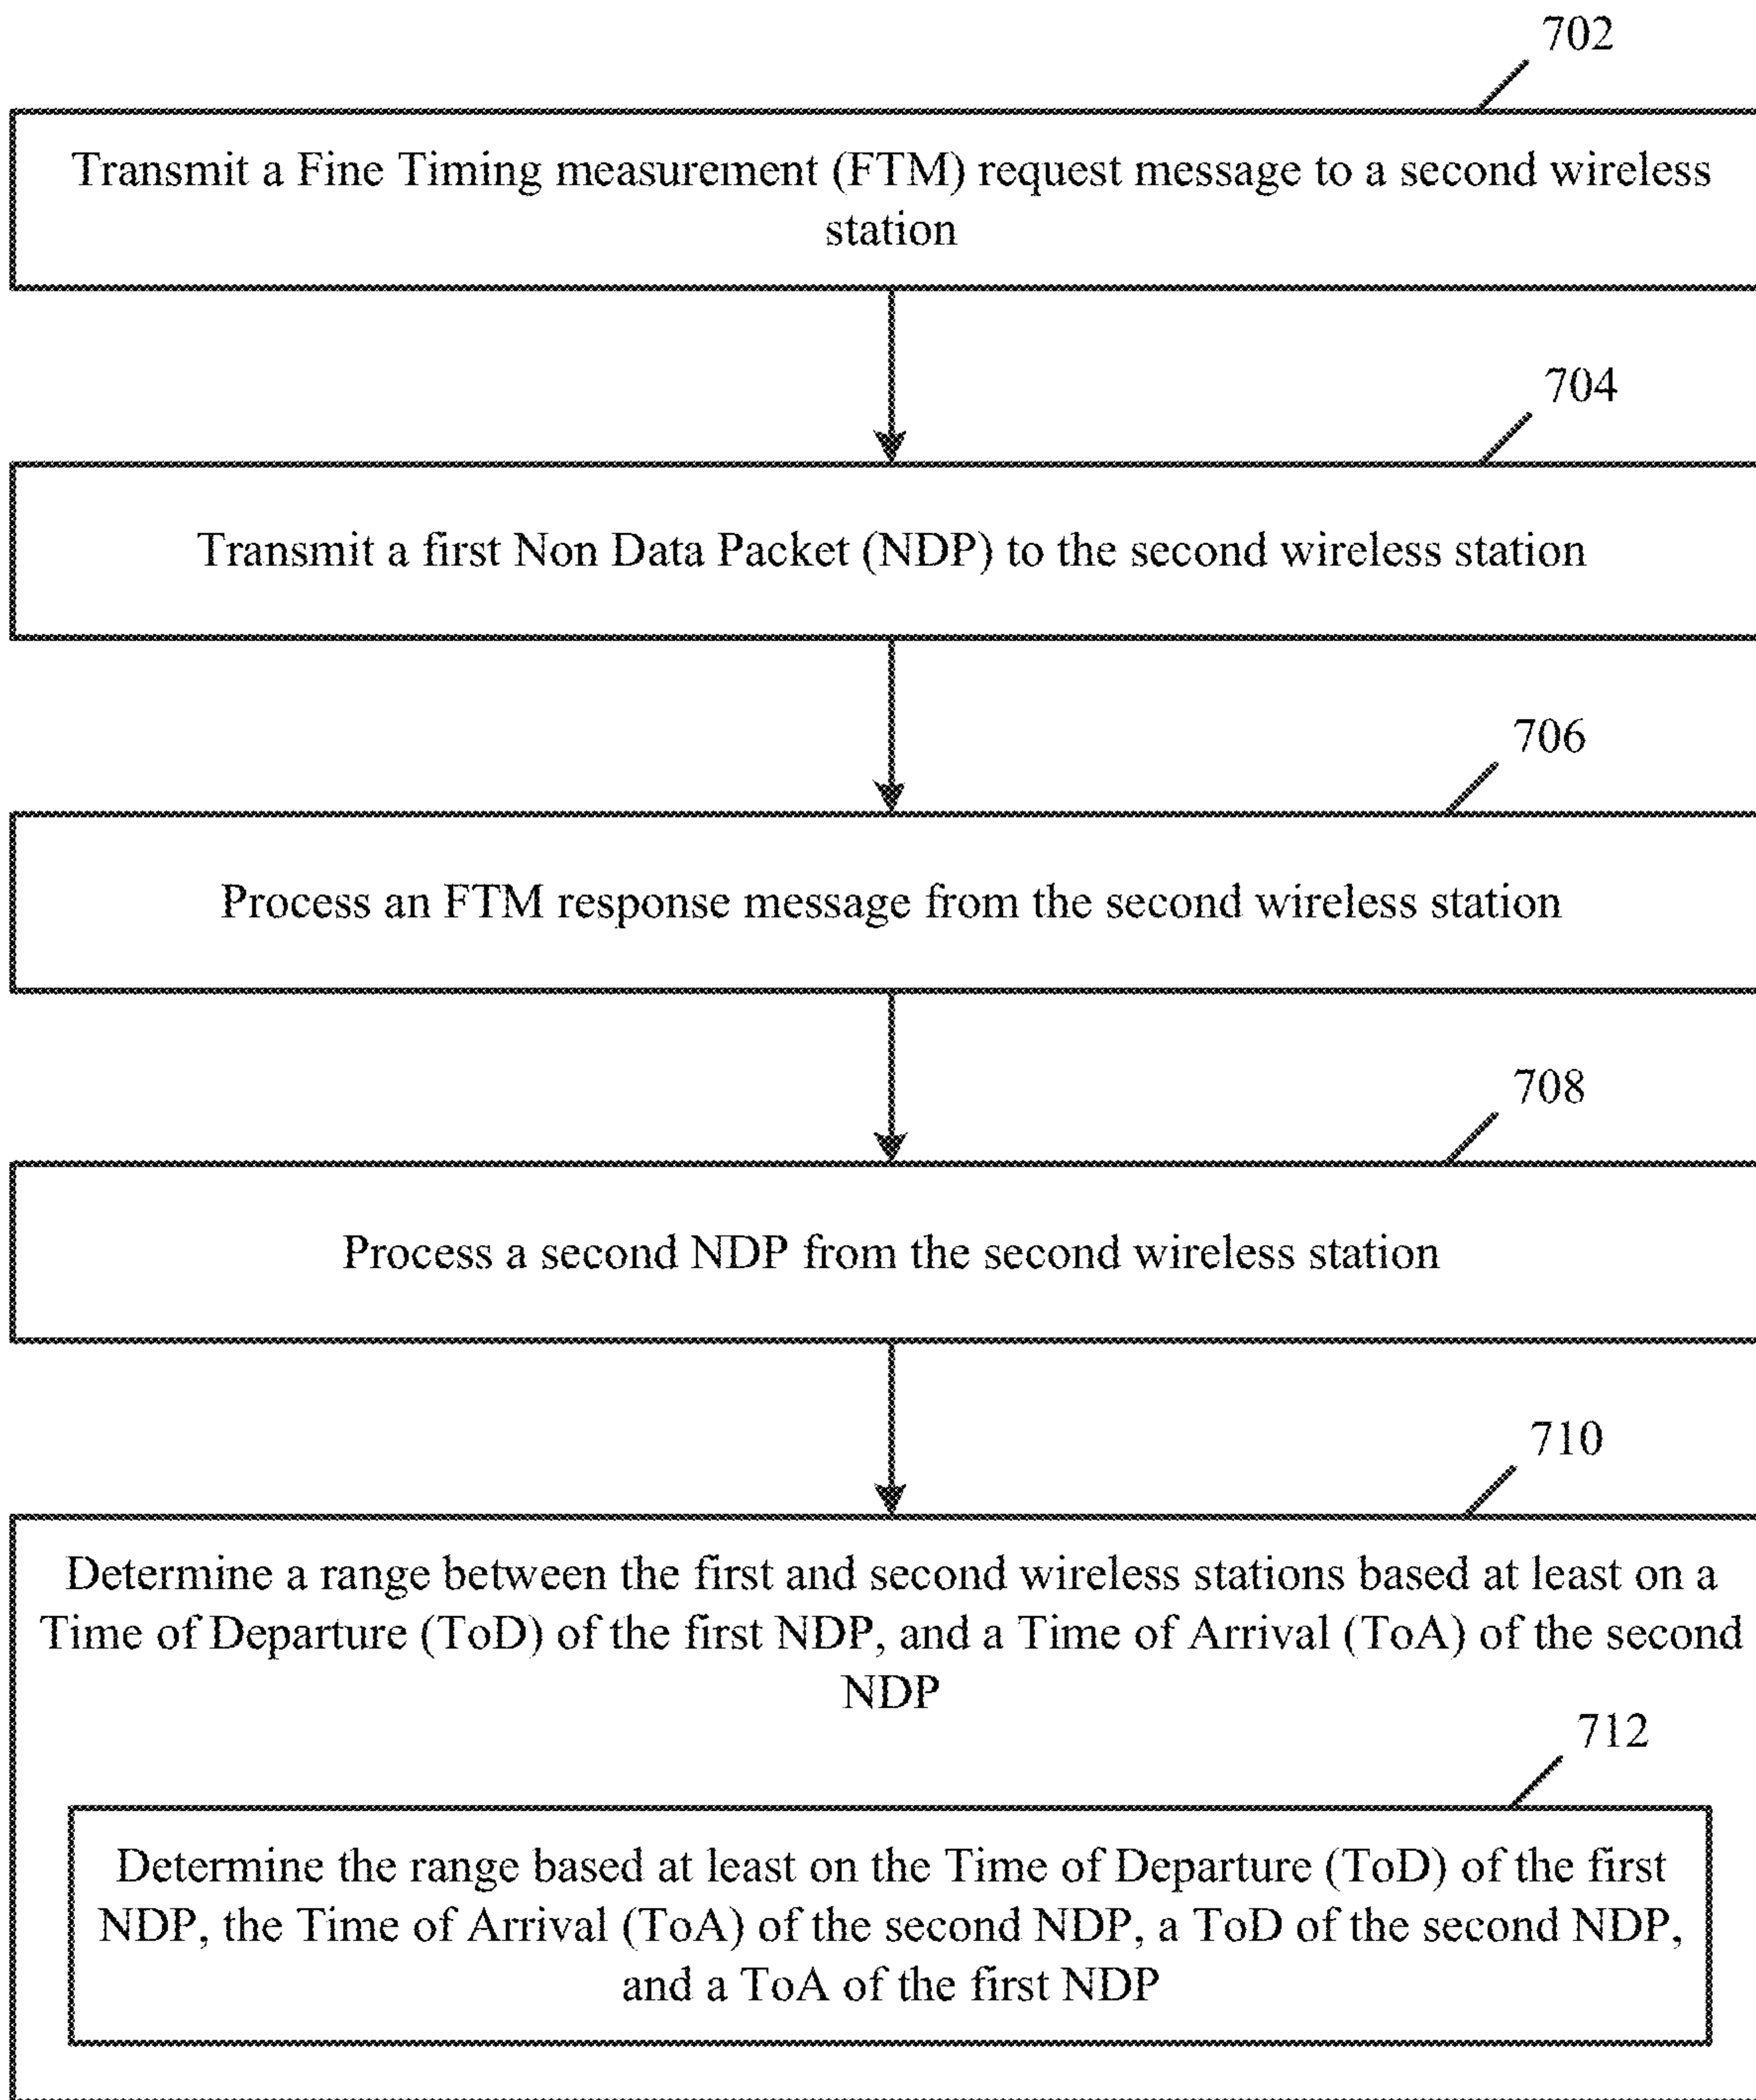 702
Transmit a Fine Timing measurement (FTM) request message to a second wireless
station
704
Transmit a first Non Data Packet (NDP) to the second wireless station
706
Process an FTM response message from the second wireless station
708
Process a second NDP from the second wireless station
710
Determine a range between the first and second wireless stations based at least on a
Time of Departure (ToD) of the first NDP, and a Time of Arrival (ToA) of the second
NDP
712
Determine the range based at least on the Time of Departure (ToD) of the first
NDP, the Time of Arrival (ToA) of the second NDP, a ToD of the second NDP,
and a ToA of the first NDP